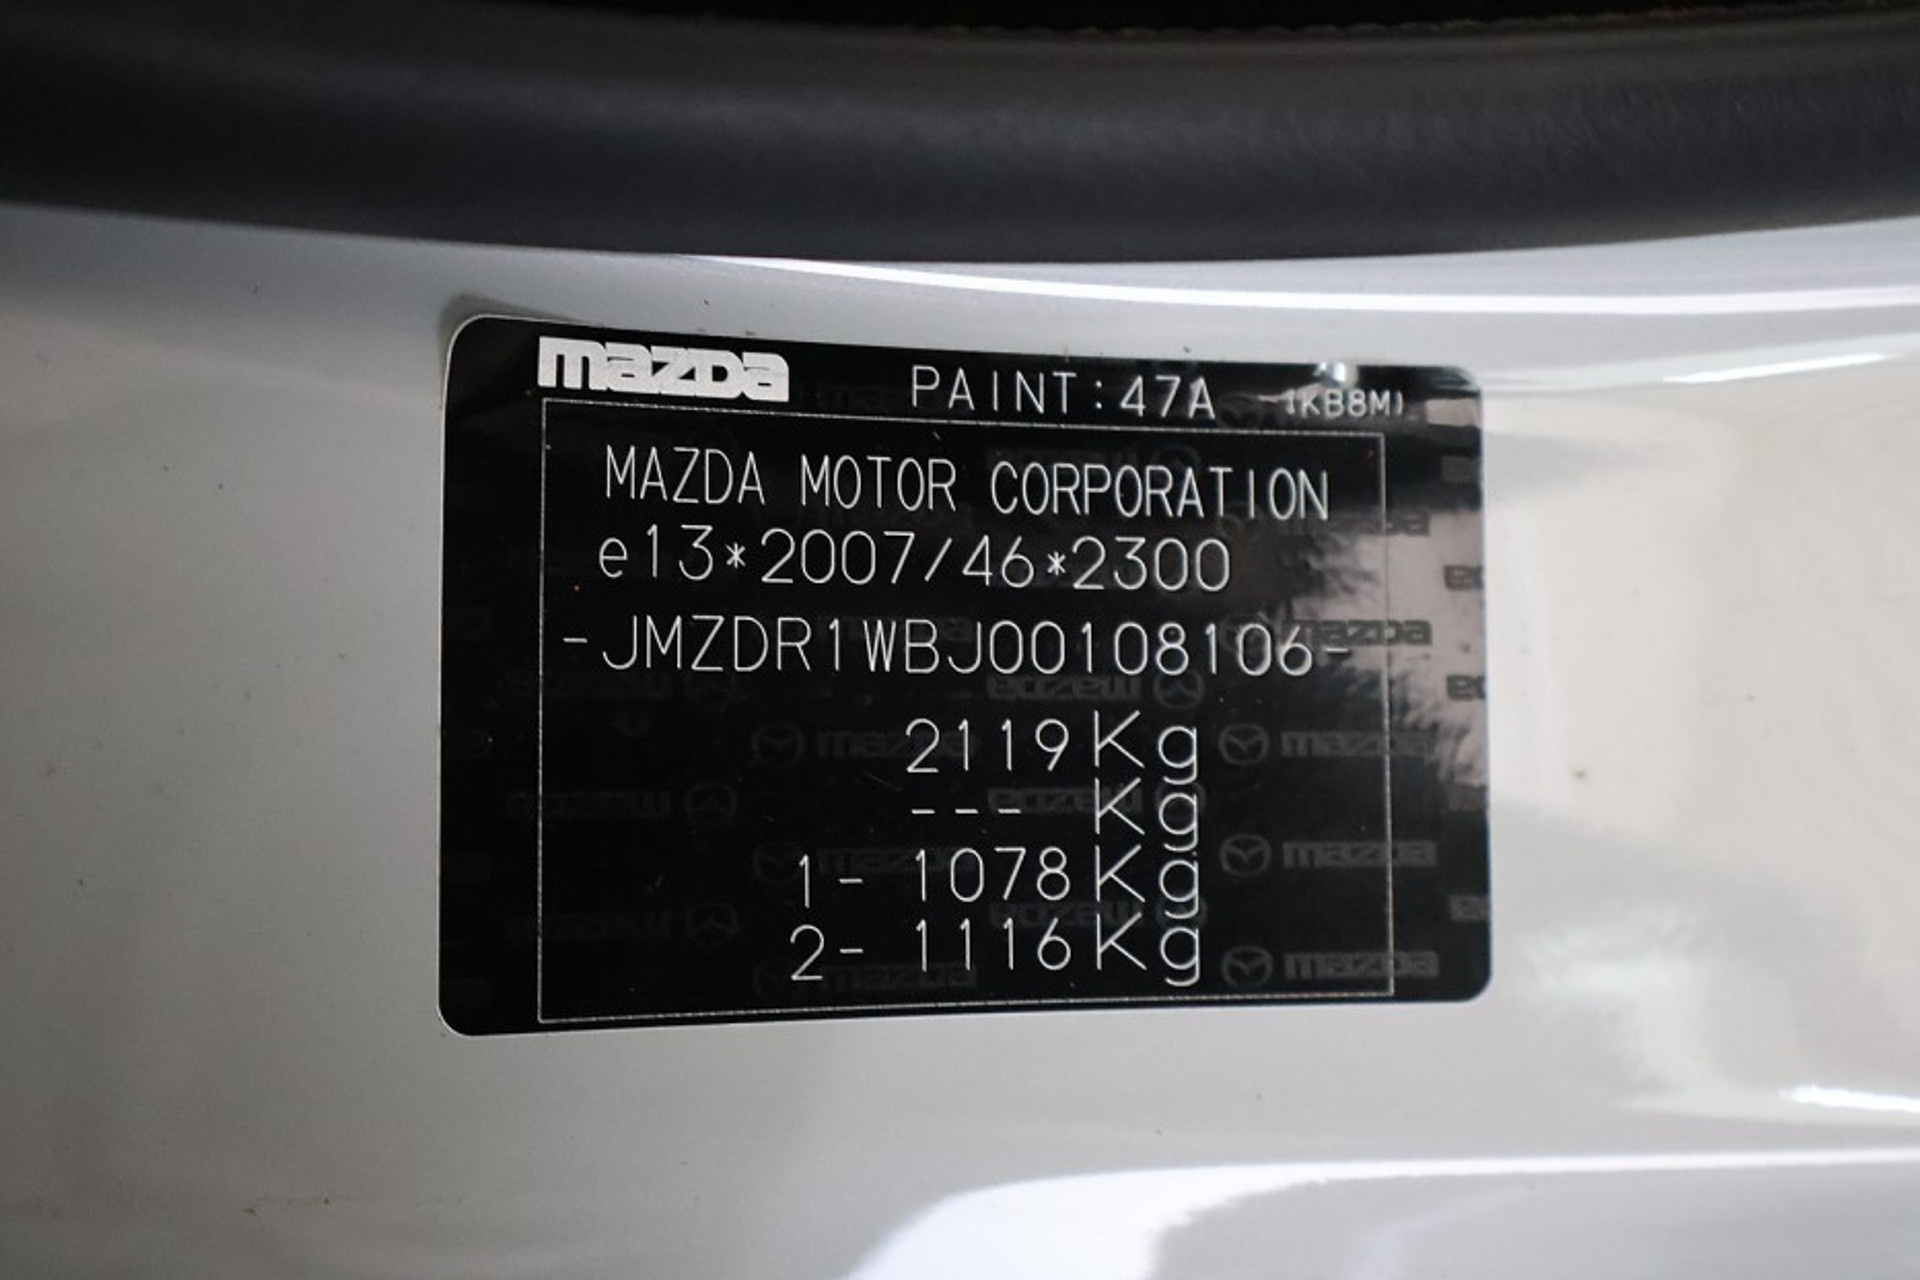 mazda PAINT:47A (KB8M)
MAZDA MOTOR CORPORATION
e13*2007/46*2300
-JMZDR1WBJ00108106-
2119Kg
--- Kg
1- 1078Kg
2- 1116Kg